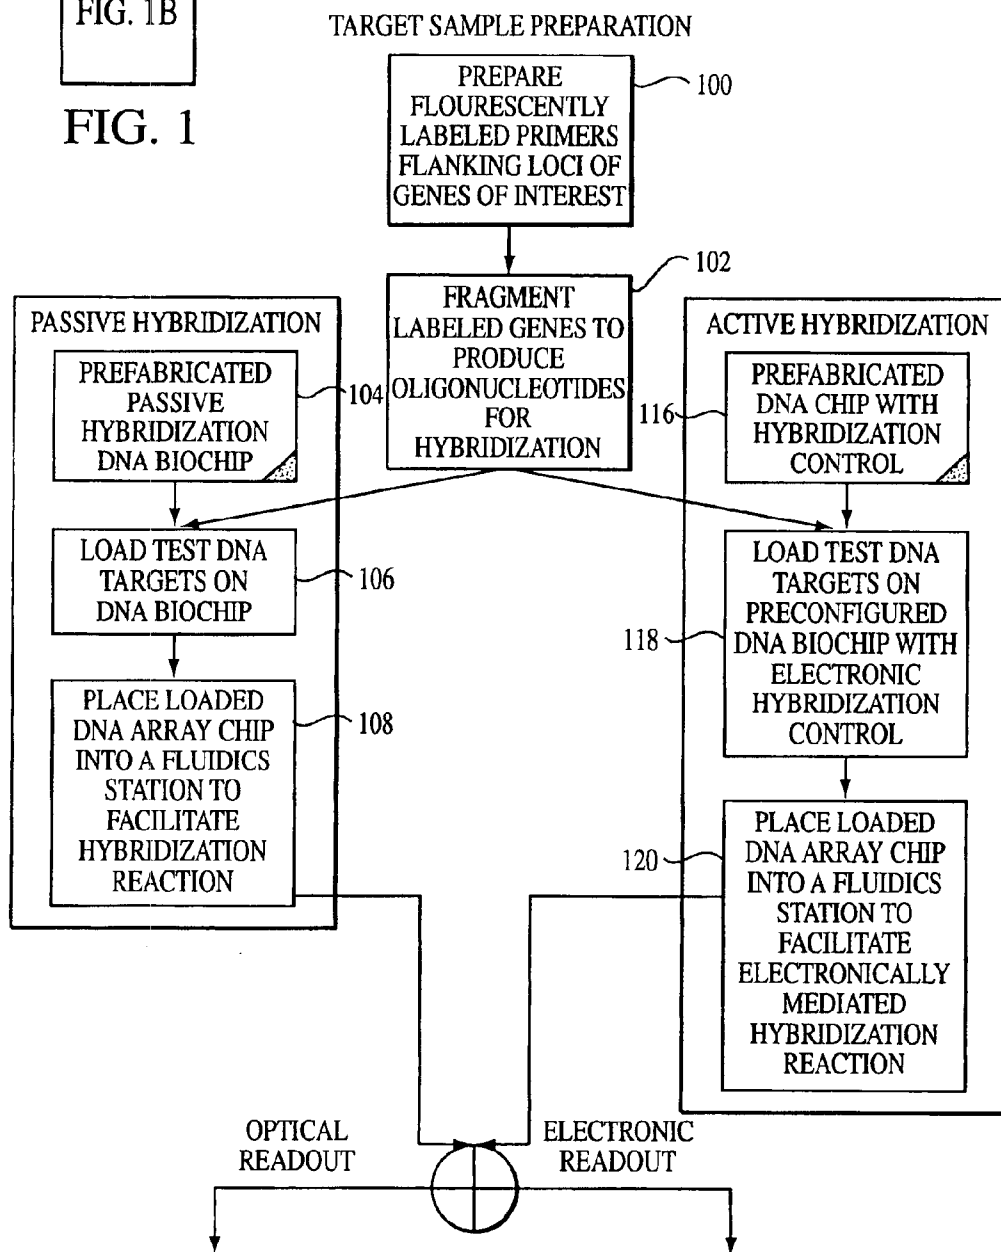 FIG. 1B
FIG. 1
TARGET SAMPLE PREPARATION
PREPARE
FLOURESCENTLY
LABELED PRIMERS
FLANKING LOCI OF
GENES OF INTEREST
100
FRAGMENT
LABELED GENES TO
PRODUCE
OLIGONUCLEOTIDES
FOR
HYBRIDIZATION
102
PASSIVE HYBRIDIZATION
PREFABRICATED
PASSIVE
HYBRIDIZATION
DNA BIOCHIP
104
LOAD TEST DNA
TARGETS ON
DNA BIOCHIP
106
PLACE LOADED
DNA ARRAY CHIP
INTO A FLUIDICS
STATION TO
FACILITATE
HYBRIDIZATION
REACTION
108
ACTIVE HYBRIDIZATION
PREFABRICATED
DNA CHIP WITH
HYBRIDIZATION
CONTROL
116
LOAD TEST DNA
TARGETS ON
PRECONFIGURED
DNA BIOCHIP WITH
ELECTRONIC
HYBRIDIZATION
CONTROL
118
PLACE LOADED
DNA ARRAY CHIP
INTO A FLUIDICS
STATION TO
FACILITATE
ELECTRONICALLY
MEDIATED
HYBRIDIZATION
REACTION
120
OPTICAL
READOUT
ELECTRONIC
READOUT